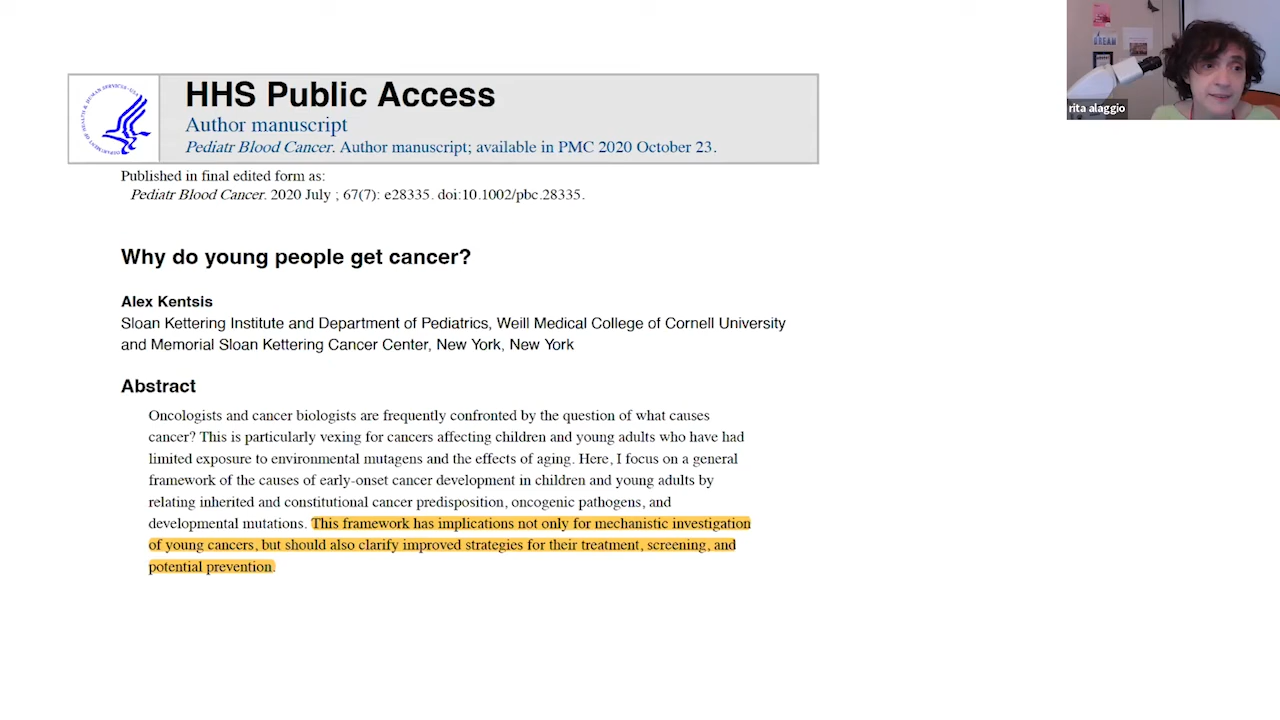 HHS Public Access
Author manuscript
Pediatr Blood Cancer. Author manuscript; available in PMC 2020 October 23.
Published in final edited form as:
Pediatr Blood Cancer. 2020 July ; 67(7): e28335. doi:10.1002/pbc.28335.
Why do young people get cancer?
Alex Kentsis
Sloan Kettering Institute and Department of Pediatrics, Weill Medical College of Cornell University
and Memorial Sloan Kettering Cancer Center, New York, New York
Abstract
Oncologists and cancer biologists are frequently confronted by the question of what causes
cancer? This is particularly vexing for cancers affecting children and young adults who have had
limited exposure to environmental mutagens and the effects of aging. Here, I focus on a general
framework of the causes of early-onset cancer development in children and young adults by
relating inherited and constitutional cancer predisposition, oncogenic pathogens, and
developmental mutations. This framework has implications not only for mechanistic investigation
of young cancers, but should also clarify improved strategies for their treatment, screening, and
potential prevention.
DREAM
rita alaggio